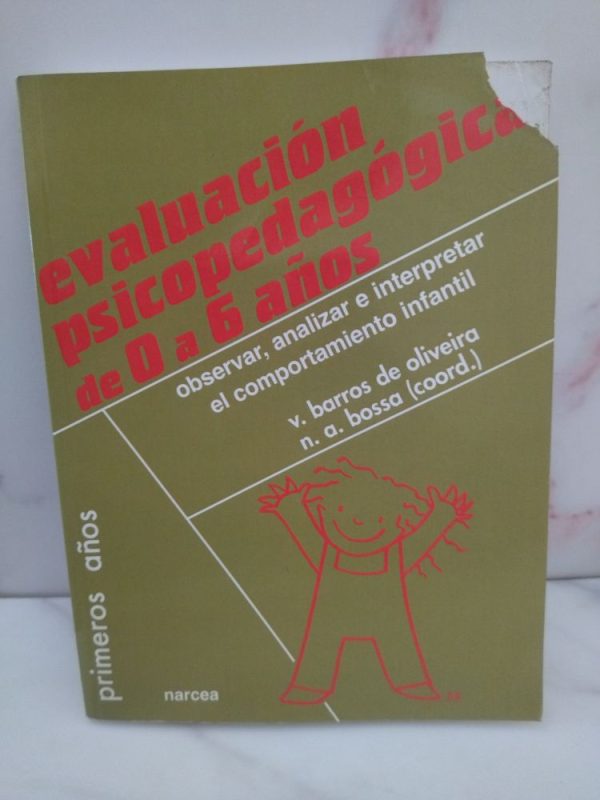 evaluación
psicopedagógica
de 0 a 6 años
observar, analizar e interpretar
el comportamiento infantil
v. barros de oliveira
n. a. bossa (coord.)
primeros años
narcea